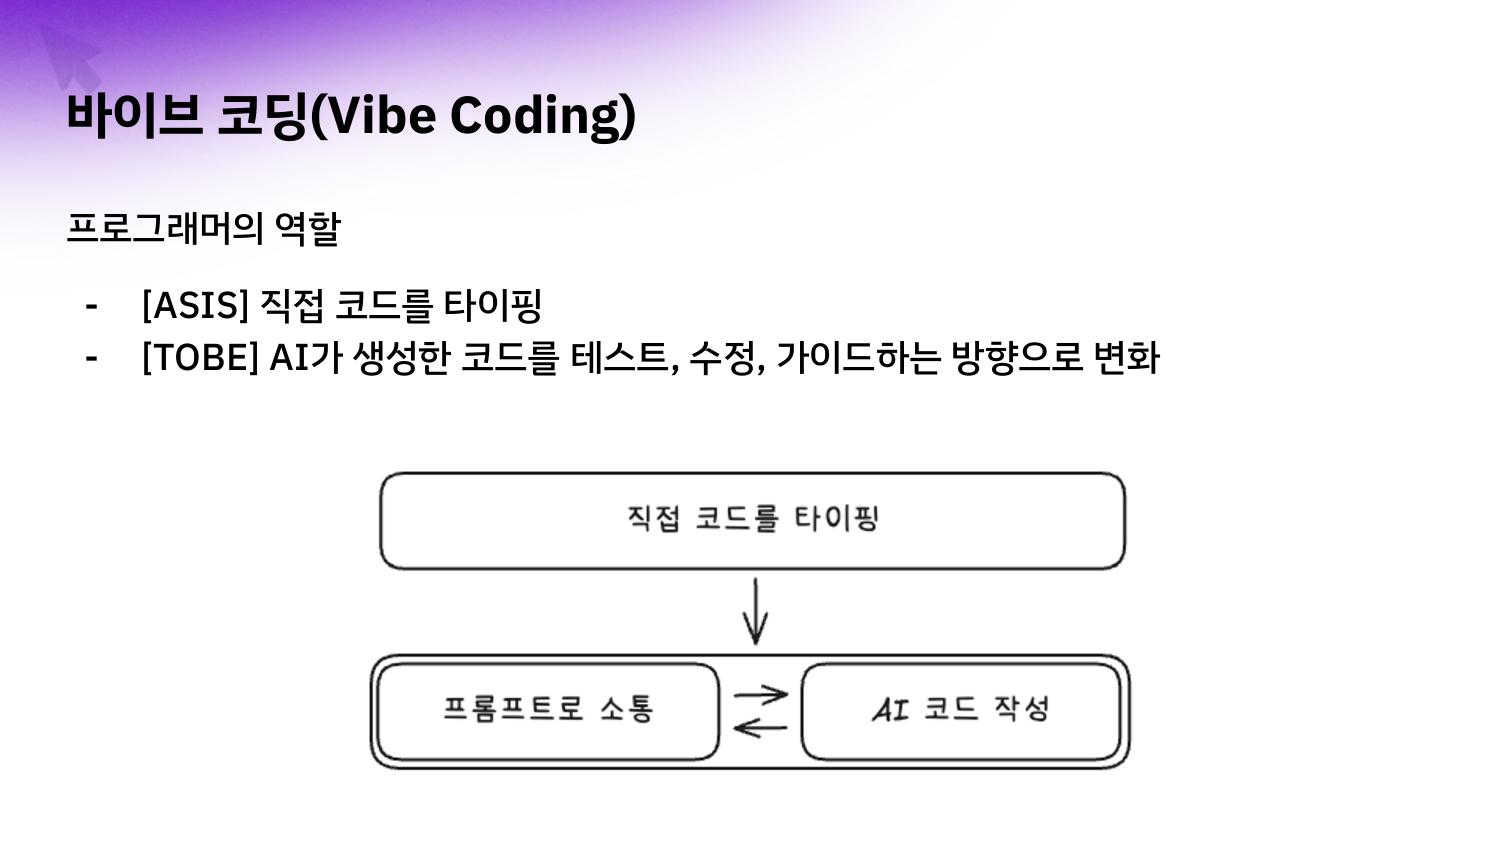 바이브 코딩(Vibe Coding)
프로그래머의 역할
- [ASIS] 직접 코드를 타이핑
- [TOBE] AI가 생성한 코드를 테스트, 수정, 가이드하는 방향으로 변화
직접 코드를 타이핑
프롬프트로 소통
AI 코드 작성